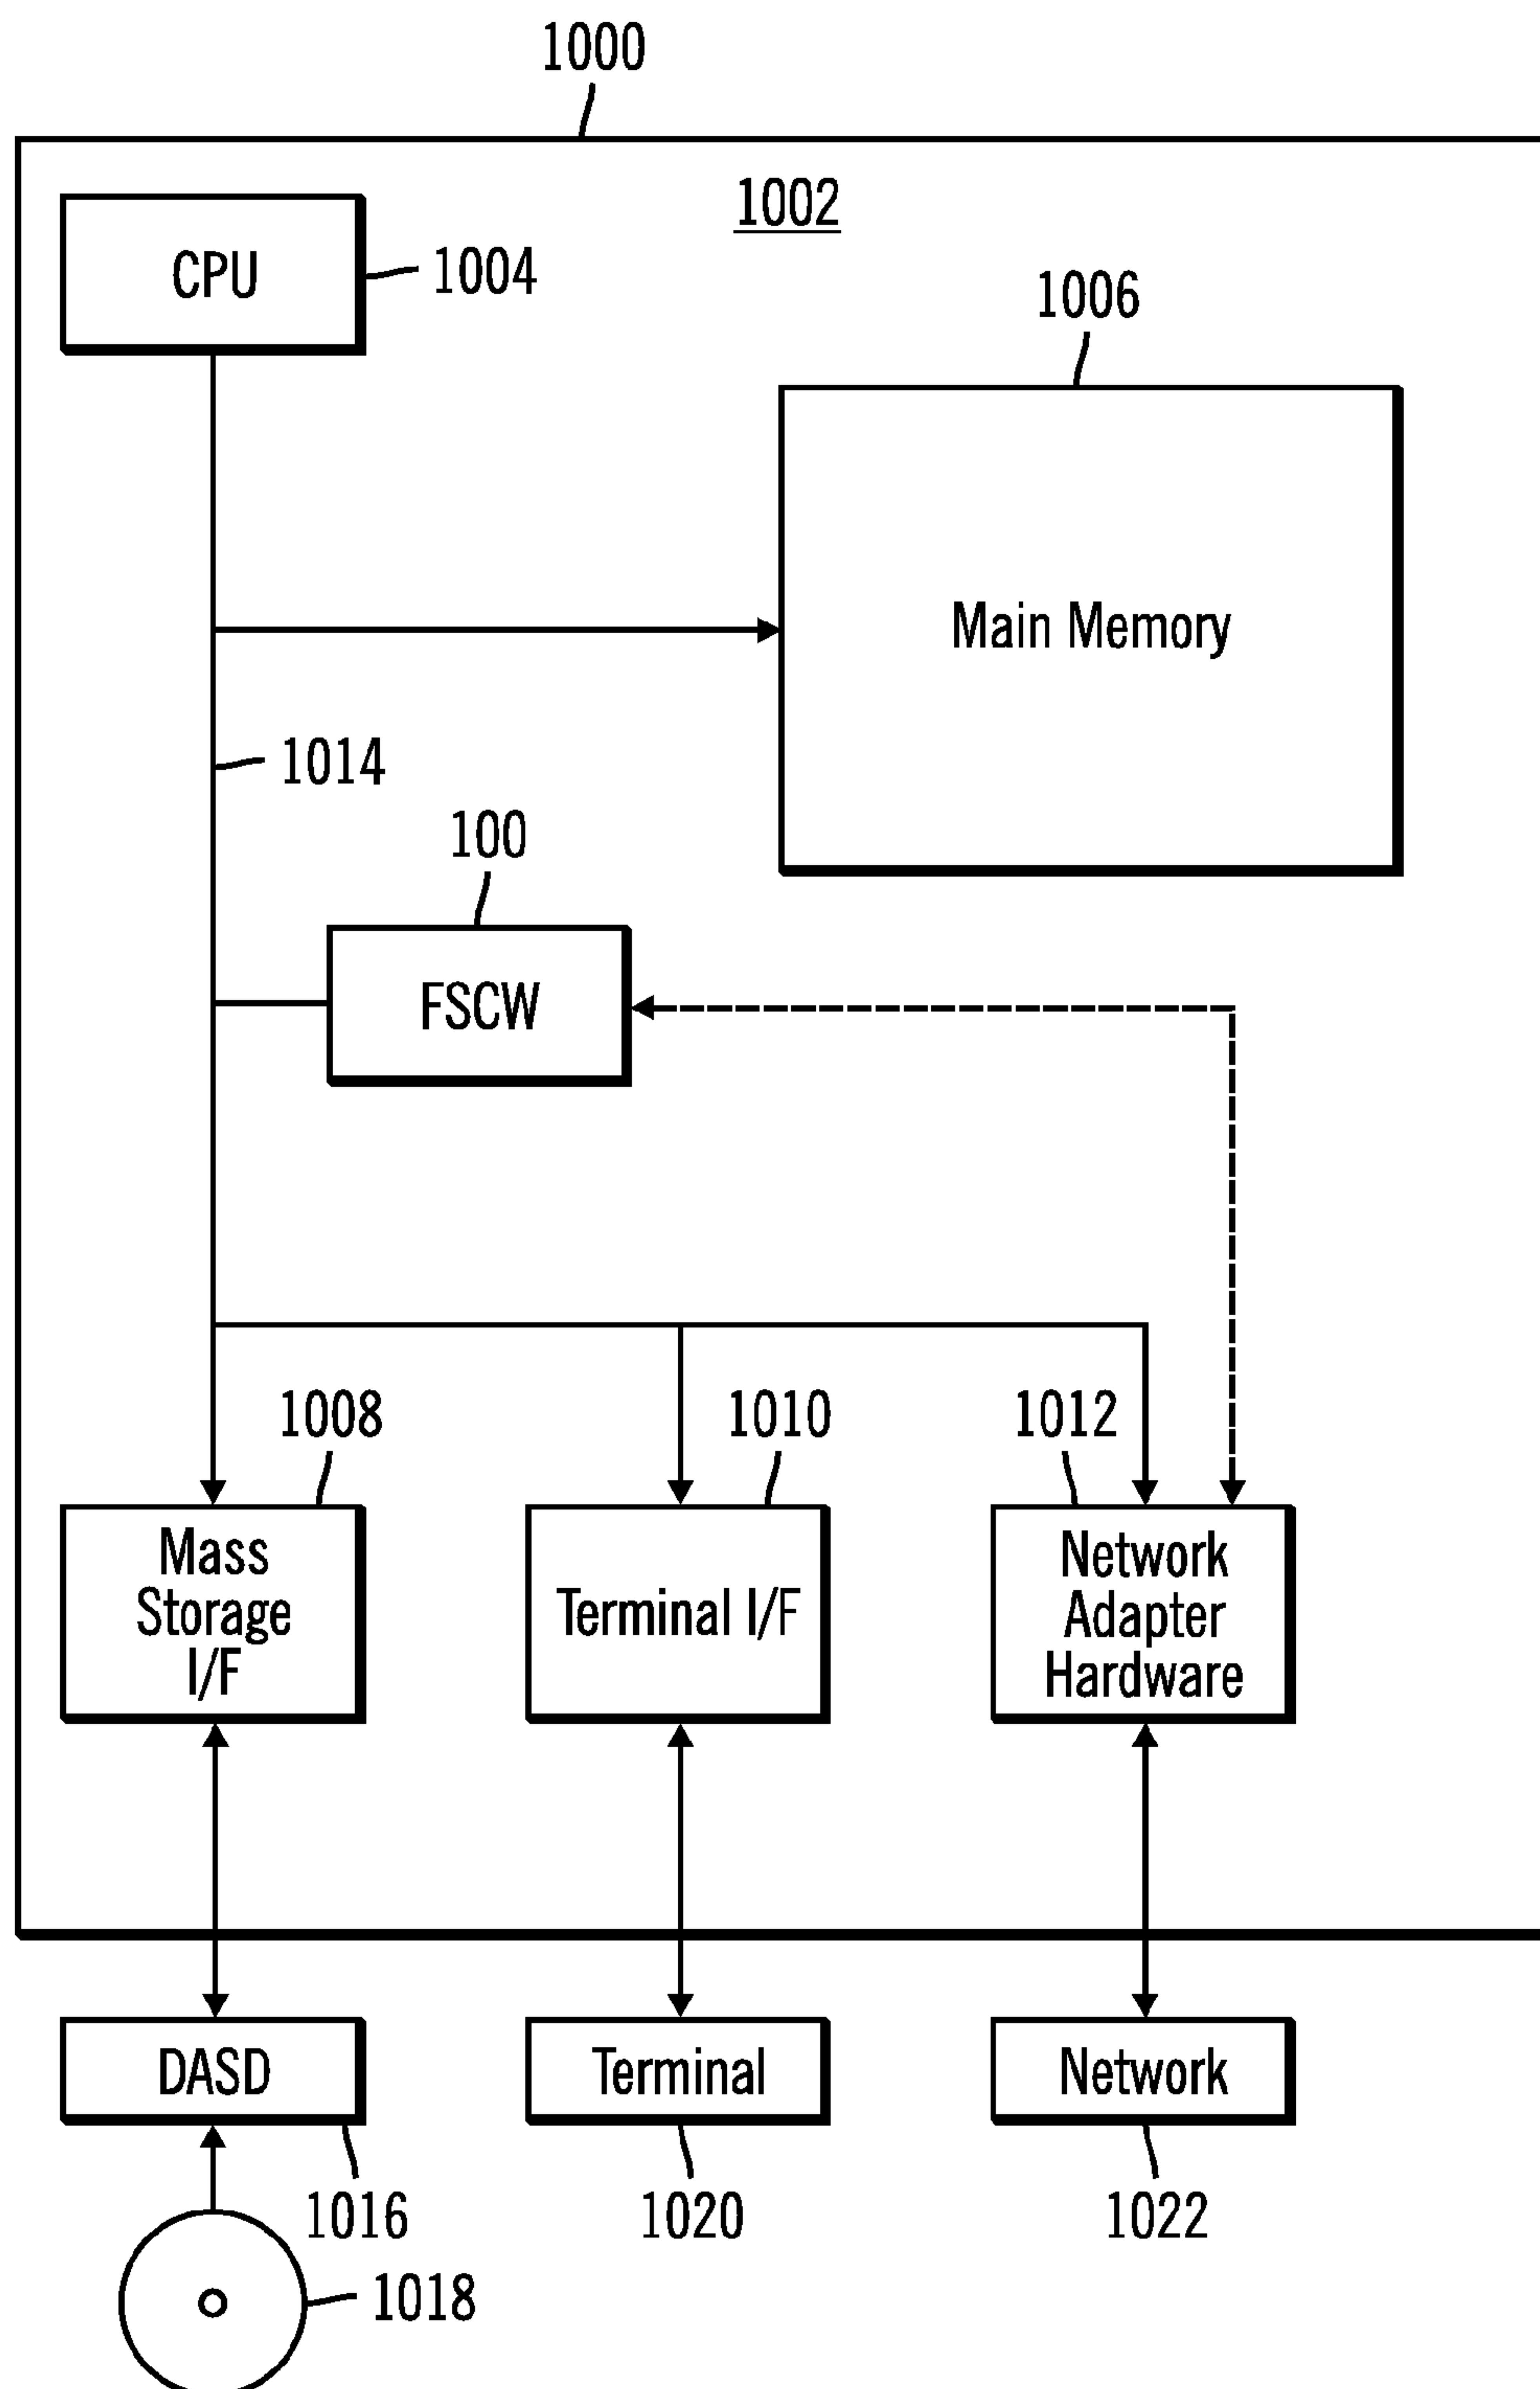 1000
1002
CPU
1004
1006
Main Memory
1014
100
FSCW
1008
1010
1012
Mass
Storage
I/F
Terminal I/F
Network
Adapter
Hardware
DASD
Terminal
Network
1016
1020
1022
1018